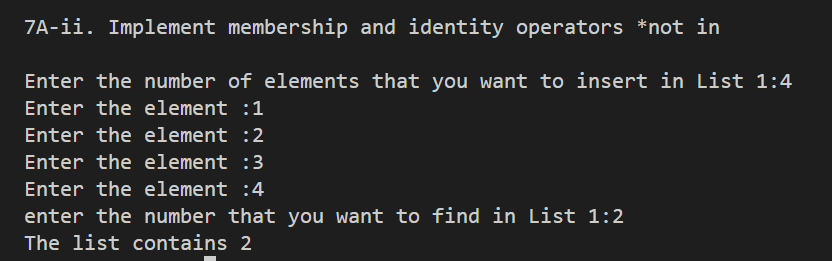 7A-ii. Implement membership and identity operators *not in
Enter the number of elements that you want to insert in List 1:4
Enter the element :1
Enter the element :2
Enter the element :3
Enter the element :4
enter the number that you want to find in List 1:2
The list contains 2